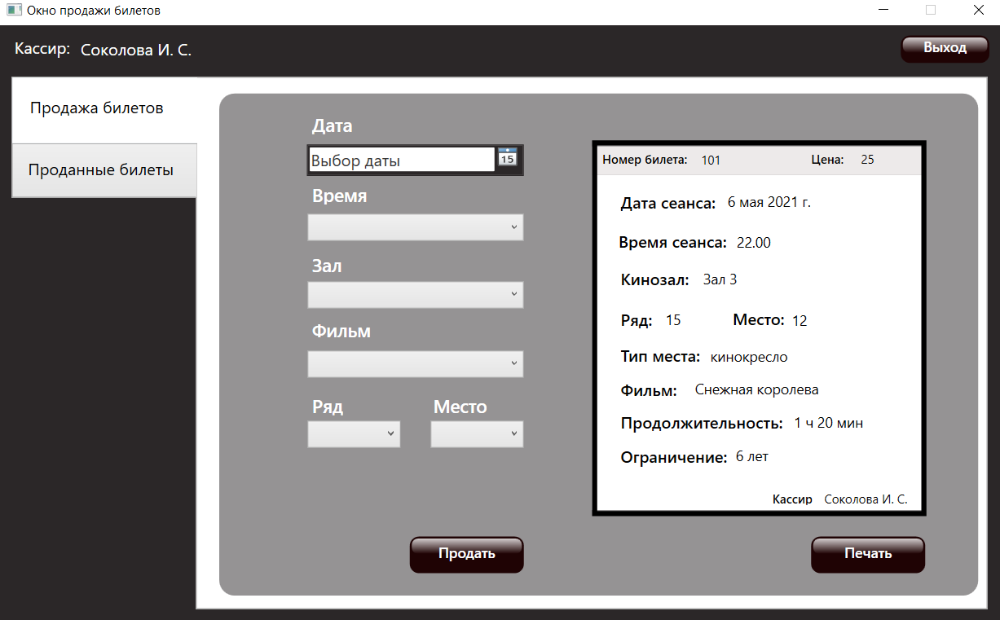 Окно продажи билетов
Кассир: Соколова И. С.
Выход
Продажа билетов
Проданные билеты
Дата
Выбор даты
15
Время
Зал
Фильм
Ряд Место
Продать
Номер билета: 101 Цена: 25
Дата сеанса: 6 мая 2021 г.
Время сеанса: 22.00
Кинозал: Зал 3
Ряд: 15 Место: 12
Тип места: кинокресло
Фильм: Снежная королева
Продолжительность: 1 ч 20 мин
Ограничение: 6 лет
Кассир Соколова И. С.
Печать